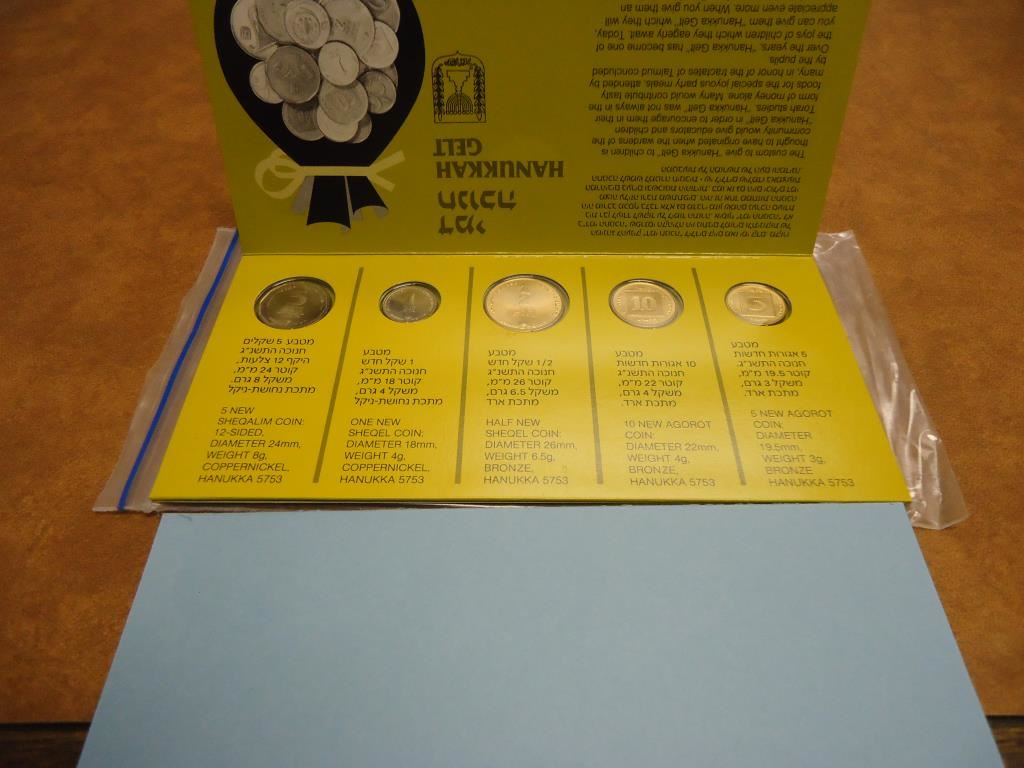 דמי
חנוכה
HANUKKAH
GELT
The custom to give "Hanukka Gelt" to children is
thought to have originated when the wardens of the
community would give educators and children
"Hanukka Gelt" in order to encourage them in their
Torah studies. "Hanukka Gelt" was not always in the
form of money alone. Many would contribute tasty
foods for the special joyous party meals, attended by
many, in honor of the tractates of Talmud concluded
by the pupils.
Over the years, "Hanukka Gelt" has become one of
the joys of children which they eagerly await. Today,
you can give them "Hanukka Gelt" which they will
appreciate even more. When you give an
5
מטבע 5 שקלים
חנוכה התשנ"ג
היקף 12 צלעות,
קוטר 24 מ"מ,
משקל 8 גרם.
מתכת נחושת-ניקל
5 NEW
SHEQALIM COIN:
12-SIDED,
DIAMETER 24mm,
WEIGHT 8g,
COPPERNICKEL,
HANUKKA 5753
1
מטבע
1 שקל חדש
חנוכה התשנ"ג
קוטר 18 מ"מ,
משקל 4 גרם,
מתכת נחושת-ניקל
ONE NEW
SHEQEL COIN:
DIAMETER 18mm,
WEIGHT 4g,
COPPERNICKEL,
HANUKKA 5753
מטבע
1/2 שקל חדש
חנוכה התשנ"ג
קוטר 26 מ"מ,
משקל 6.5 גרם,
מתכת ארד
HALF NEW
SHEQEL COIN:
DIAMETER 26mm,
WEIGHT 6.5g,
BRONZE,
HANUKKA 5753
10
מטבע
10 אגורות חדשות
חנוכה התשנ"ג
קוטר 22 מ"מ,
משקל 4 גרם,
מתכת ארד.
10 NEW AGOROT
COIN:
DIAMETER 22mm,
WEIGHT 4g,
BRONZE,
HANUKKA 5753
5
מטבע
5 אגורות חדשות
חנוכה התשנ"ג.
קוטר 19.5 מ"מ,
משקל 3 גרם,
מתכת ארד.
5 NEW AGOROT
COIN:
DIAMETER
19.5mm,
WEIGHT 3g,
BRONZE
HANUKKA 5753